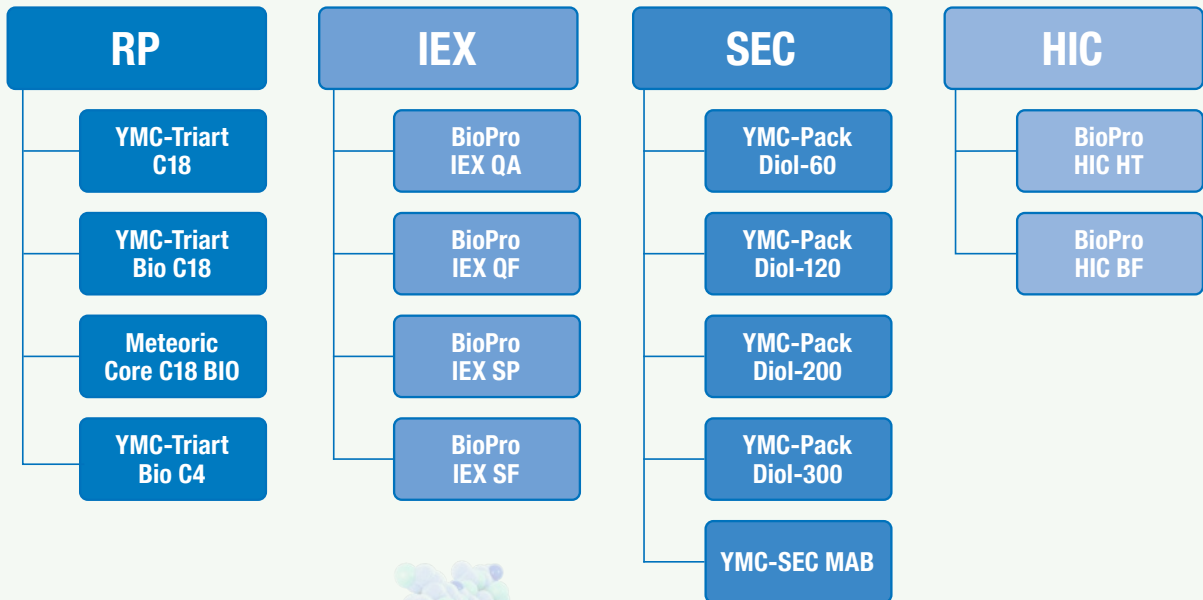 RP
YMC-Triart
C18
YMC-Triart
Bio C18
Meteoric
Core C18 BIO
YMC-Triart
Bio C4
IEX
BioPro
IEX QA
BioPro
IEX QF
BioPro
IEX SP
BioPro
IEX SF
SEC
YMC-Pack
Diol-60
YMC-Pack
Diol-120
YMC-Pack
Diol-200
YMC-Pack
Diol-300
YMC-SEC MAB
HIC
BioPro
HIC HT
BioPro
HIC BF